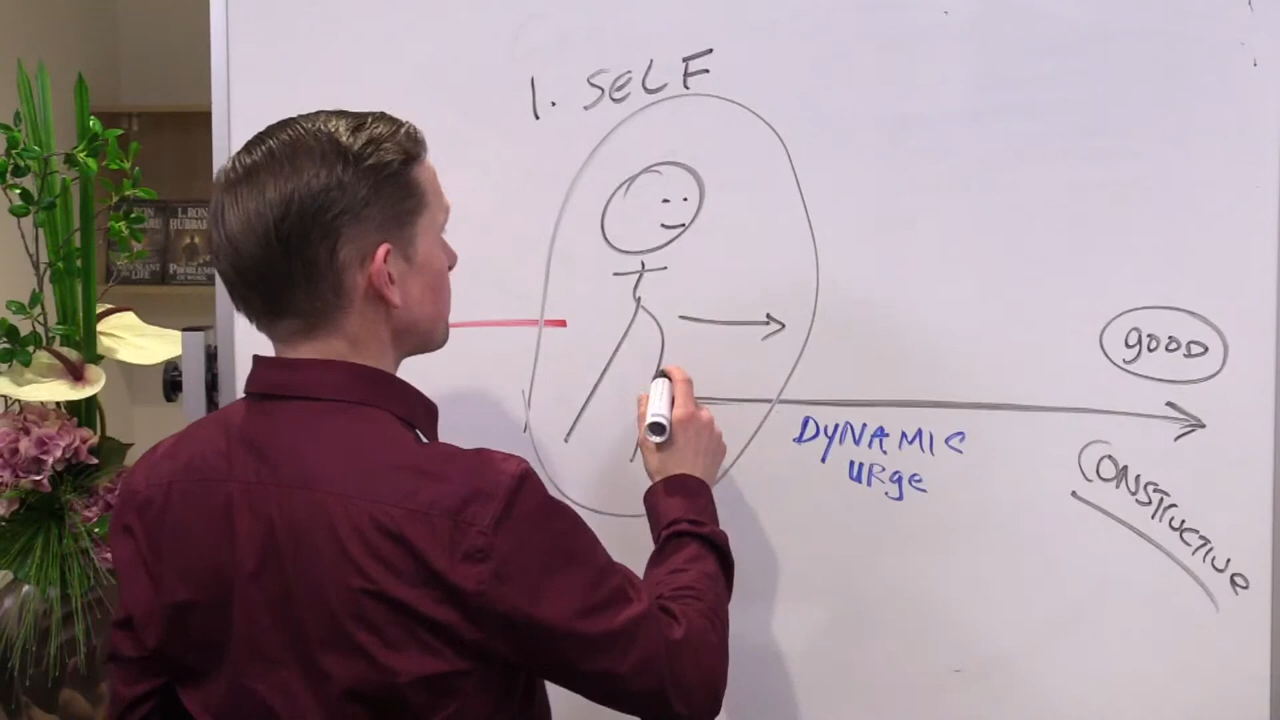 1. SELF
GOOD
DYNAMIC
URge
CONSTRUCTIVe
L. RON
HUBBARD
PROBLEMS
OF WORK